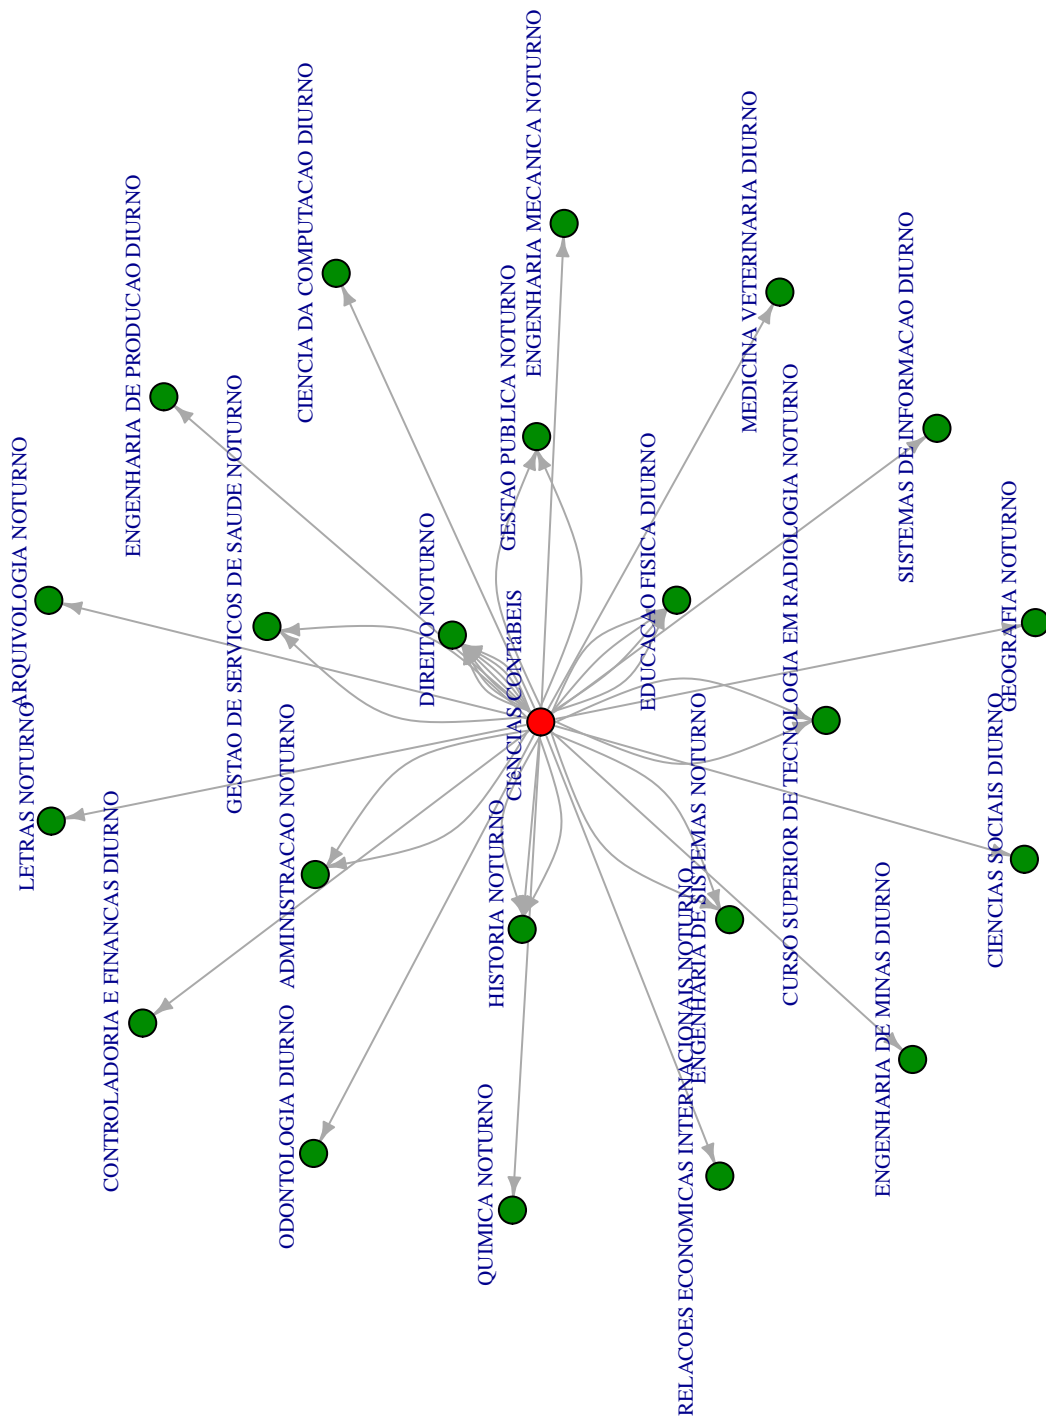 ENGENHARIA MECANICA NOTURNO
CIENCIA DA COMPUTACAO DIURNO
MEDICINA VETERINARIA DIURNO
ENGENHARIA DE PRODUCAO DIURNO
SISTEMAS DE INFORMACAO DIURNO
GESTAO PUBLICA NOTURNO
CURSO SUPERIOR DE TECNOLOGIA EM RADIOLOGIA NOTURNO
GESTAO DE SERVICOS DE SAUDE NOTURNO
EDUCACAO FISICA DIURNO
ARQUIVOLOGIA NOTURNO
GEOGRAFIA NOTURNO
DIREITO NOTURNO
CIêNCIAS CONTáBEIS
LETRAS NOTURNO
ADMINISTRACAO NOTURNO
ENGENHARIA DE SISTEMAS NOTURNO
CIENCIAS SOCIAIS DIURNO
CONTROLADORIA E FINANCAS DIURNO
HISTORIA NOTURNO
ENGENHARIA DE MINAS DIURNO
RELACOES ECONOMICAS INTERNACIONAIS NOTURNO
ODONTOLOGIA DIURNO
QUIMICA NOTURNO